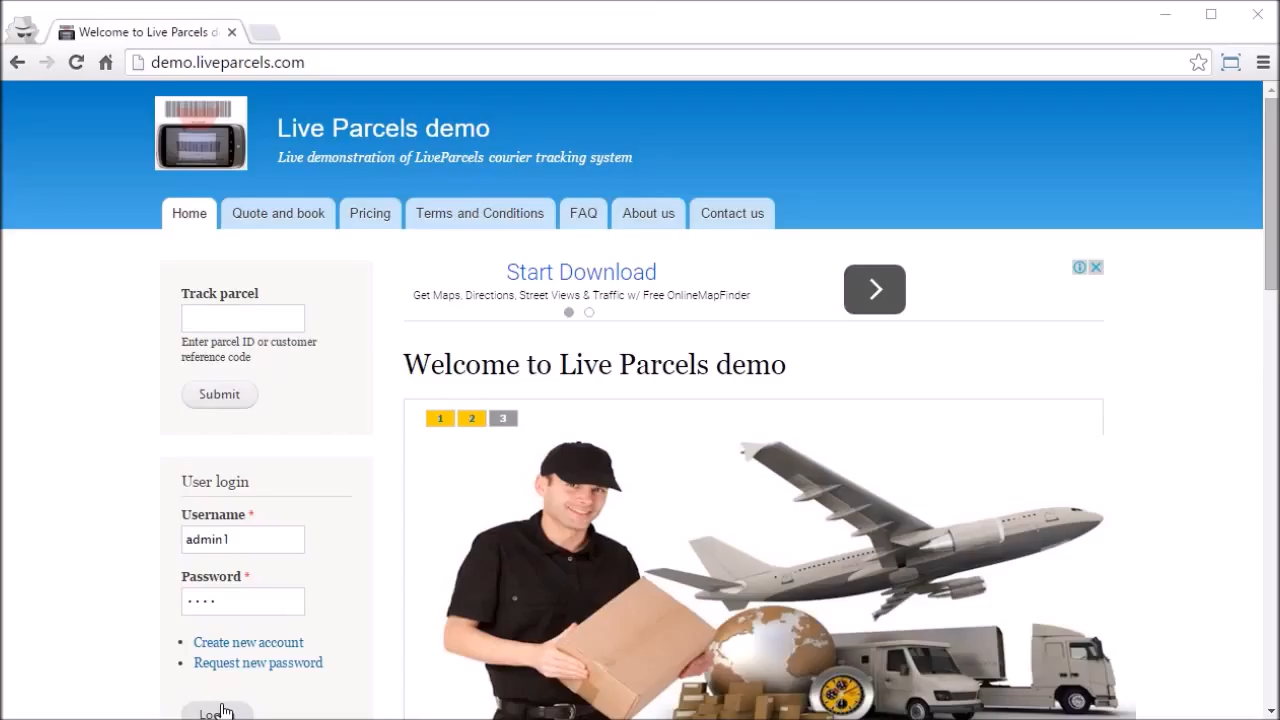 Welcome to Live Parcels d
demo.liveparcels.com
Live Parcels demo
Live demonstration of LiveParcels courier tracking system
Home
Quote and book
Pricing
Terms and Conditions
FAQ
About us
Contact us
Track parcel
Enter parcel ID or customer
reference code
Submit
User login
Username *
admin1
Password *
Create new account
Request new password
Start Download
Get Maps, Directions, Street Views & Traffic w/ Free OnlineMapFinder
Welcome to Live Parcels demo
1 2 3